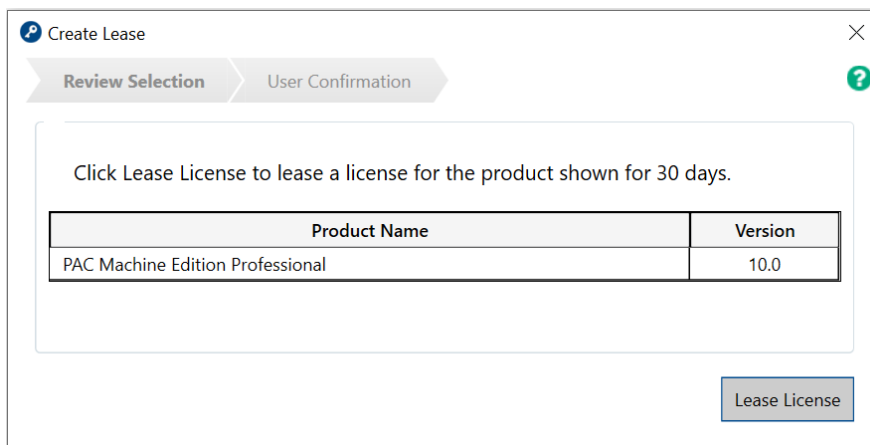 Create Lease
Review Selection
User Confirmation
?
Click Lease License to lease a license for the product shown for 30 days.
Product Name Version
PAC Machine Edition Professional 10.0
Lease License